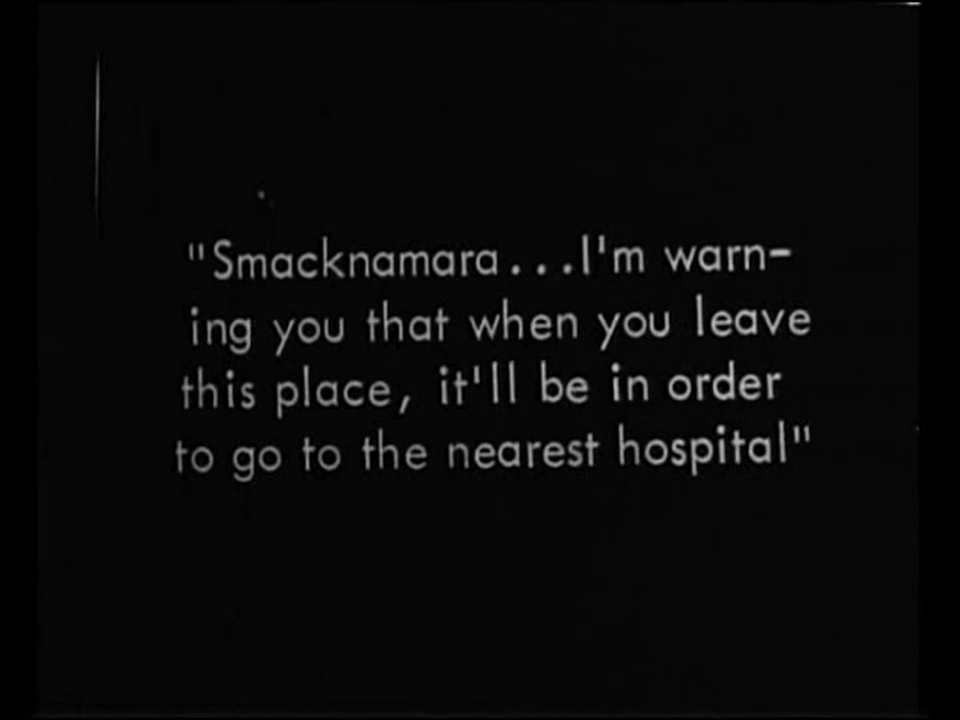 "Smacknamara...I'm warn-
ing you that when you leave
this place, it'll be in order
to go to the nearest hospital"